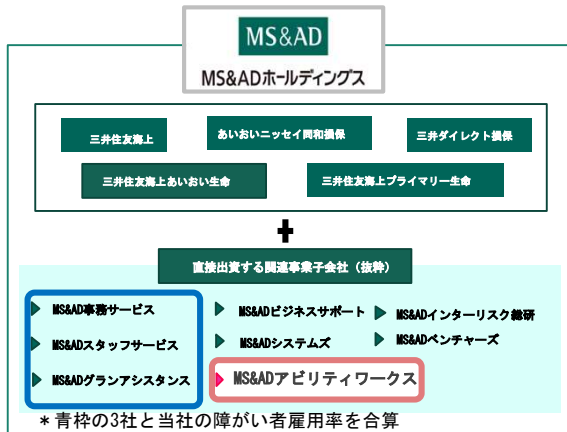 MS&AD
MS&ADホールディングス
三井住友海上
あいおいニッセイ同和損保
三井ダイレクト損保
三井住友海上あいおい生命
三井住友海上プライマリー生命
+
直接出資する関連事業子会社（抜粋）
MS&AD事務サービス
MS&ADビジネスサポート
MS&ADインターリスク総研
MS&ADスタッフサービス
MS&ADシステムズ
MS&ADベンチャーズ
MS&ADグランアシスタンス
MS&ADアビリティワークス
＊青枠の3社と当社の障がい者雇用率を合算